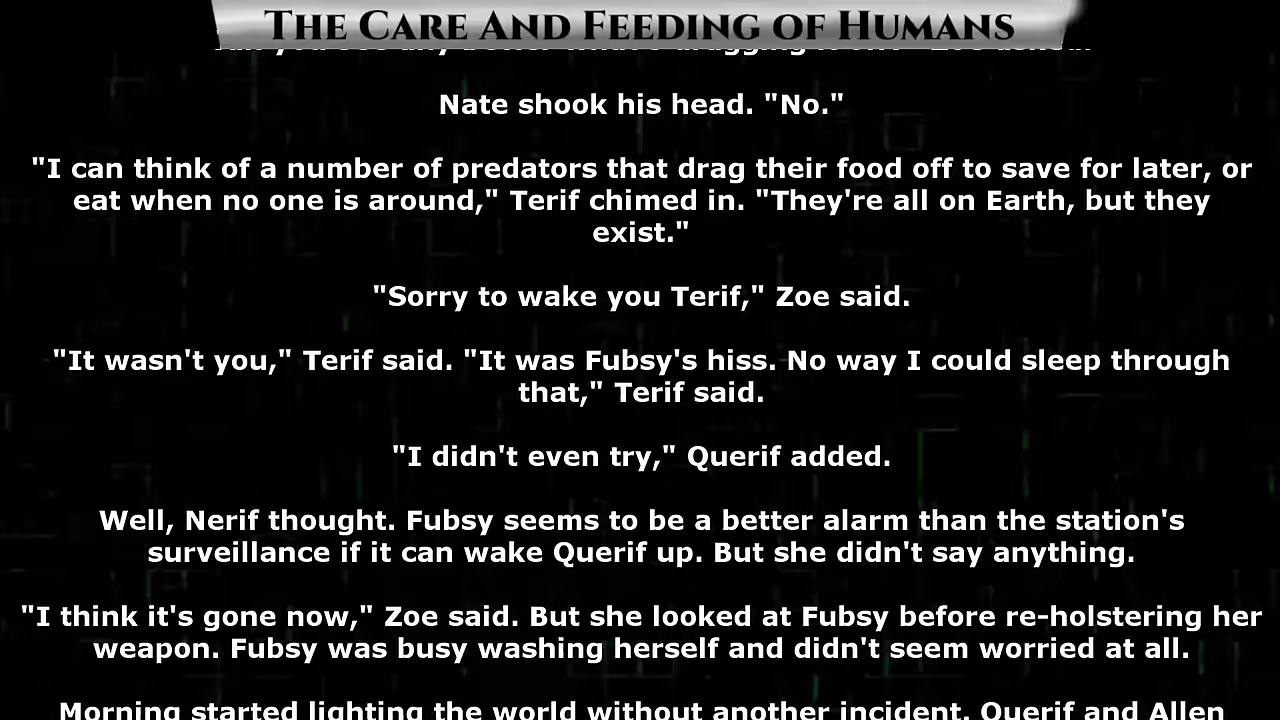 THE CARE AND FEEDING OF HUMANS
Nate shook his head. "No."
"I can think of a number of predators that drag their food off to save for later, or
eat when no one is around," Terif chimed in. "They're all on Earth, but they
exist."
"Sorry to wake you Terif," Zoe said.
"It wasn't you," Terif said. "It was Fubsy's hiss. No way I could sleep through
that," Terif said.
"I didn't even try," Querif added.
Well, Nerif thought. Fubsy seems to be a better alarm than the station's
surveillance if it can wake Querif up. But she didn't say anything.
"I think it's gone now," Zoe said. But she looked at Fubsy before re-holstering her
weapon. Fubsy was busy washing herself and didn't seem worried at all.
Morning started lighting the world without another incident. Querif and Allen